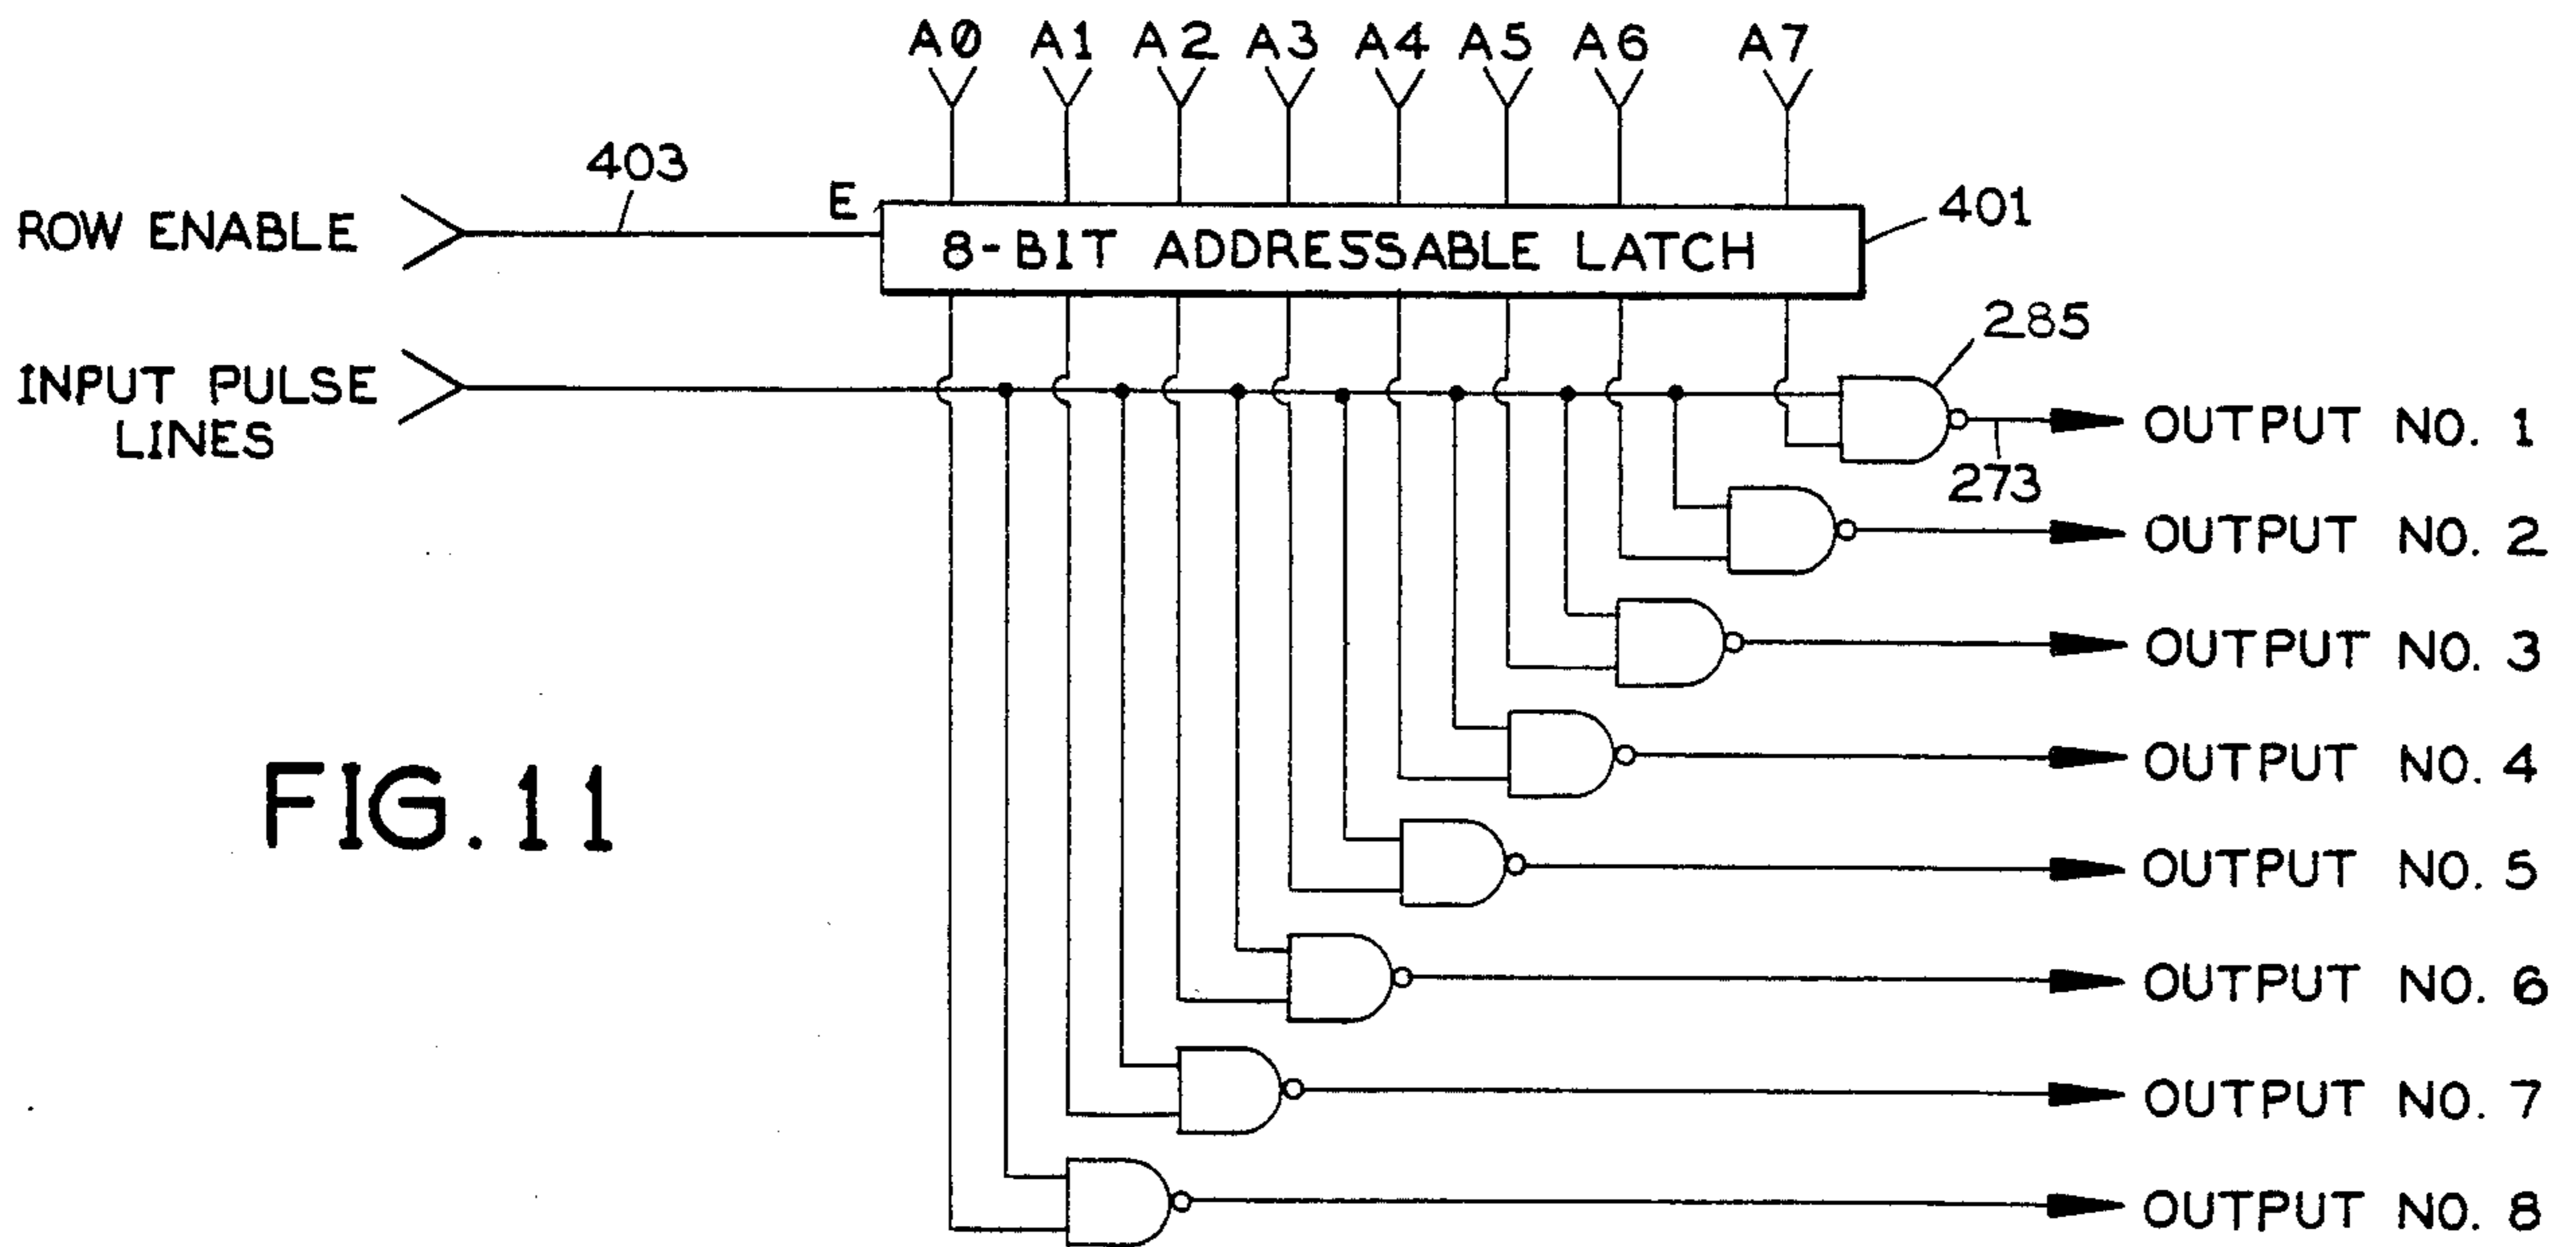 AØ A1 A2 A3 A4 A5 A6 A7
403
E
ROW ENABLE
8-BIT ADDRESSABLE LATCH
401
285
INPUT PULSE
LINES
OUTPUT NO. 1
273
OUTPUT NO. 2
OUTPUT NO. 3
OUTPUT NO. 4
FIG. 11
OUTPUT NO. 5
OUTPUT NO. 6
OUTPUT NO. 7
OUTPUT NO. 8